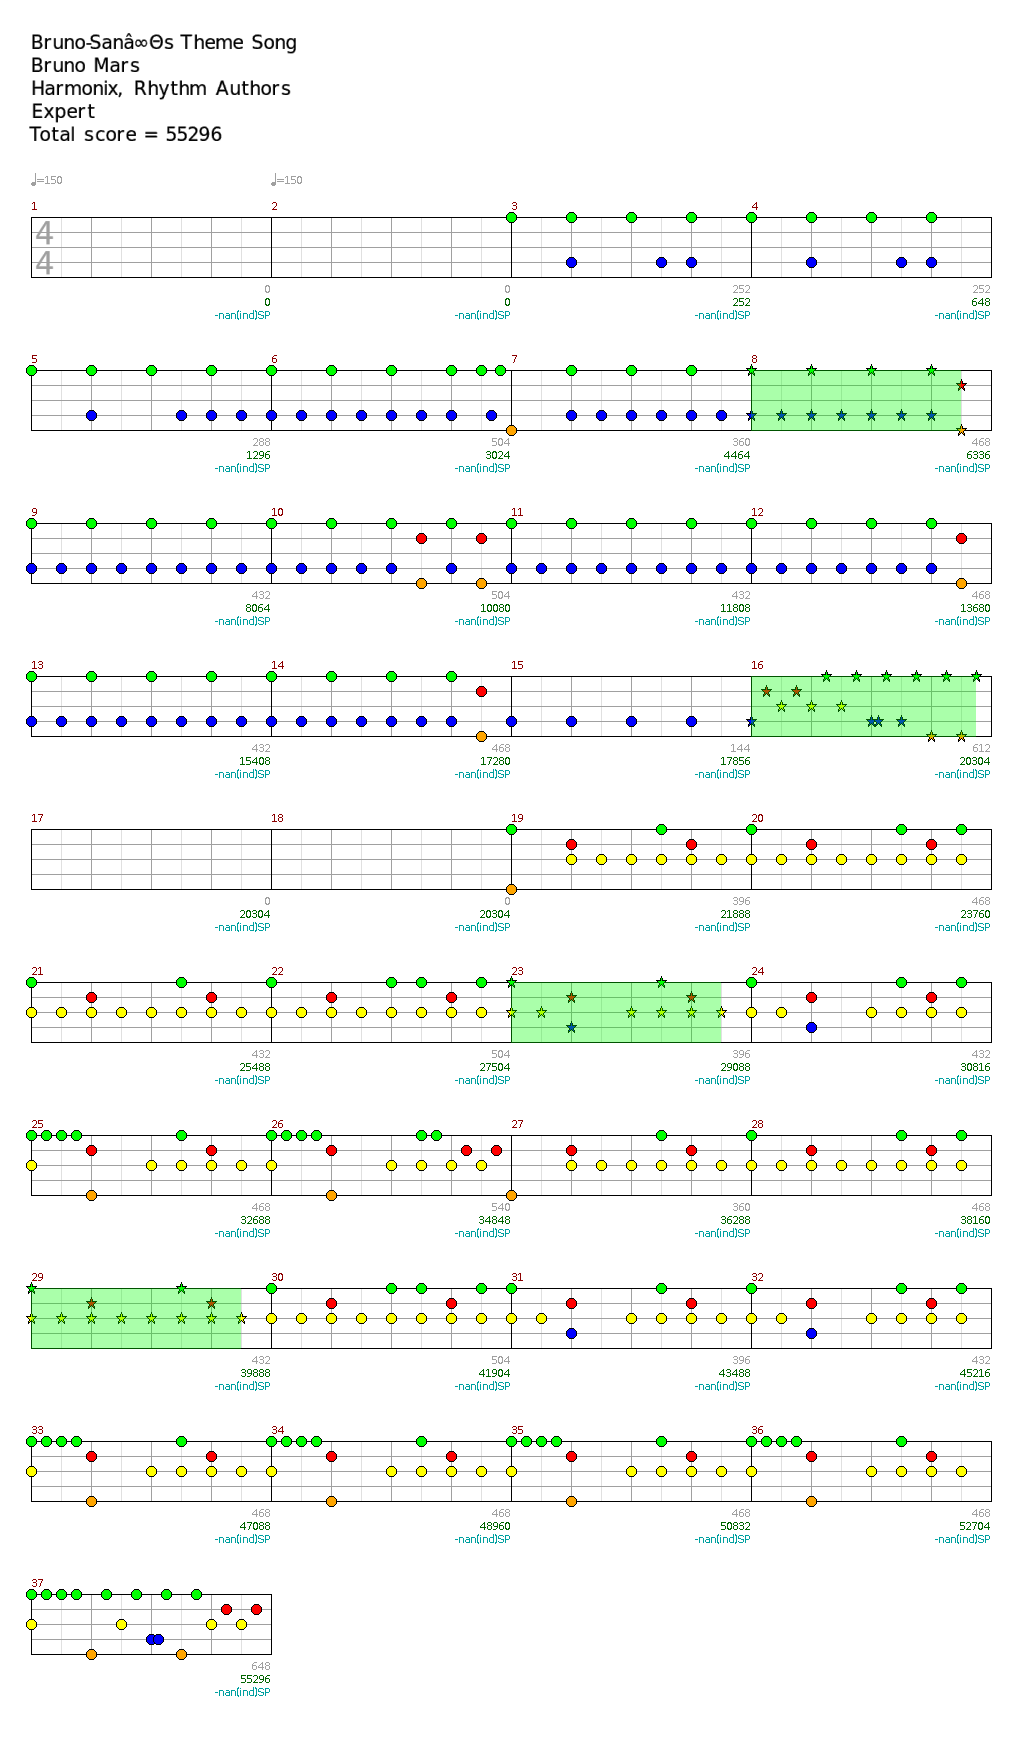 Bruno-Sanâ∞Θs Theme Song
Bruno Mars
Harmonix, Rhythm Authors
Expert
Total score = 55296
♩=150 ♩=150
1 2 3 4
4
4
0 0 252 252
0 0 252 648
-nan(ind)SP -nan(ind)SP -nan(ind)SP -nan(ind)SP
5 6 7 8
288 504 360 468
1296 3024 4464 6336
-nan(ind)SP -nan(ind)SP -nan(ind)SP -nan(ind)SP
9 10 11 12
432 504 432 468
8064 10080 11808 13680
-nan(ind)SP -nan(ind)SP -nan(ind)SP -nan(ind)SP
13 14 15 16
432 468 144 612
15408 17280 17856 20304
-nan(ind)SP -nan(ind)SP -nan(ind)SP -nan(ind)SP
17 18 19 20
0 0 396 468
20304 20304 21888 23760
-nan(ind)SP -nan(ind)SP -nan(ind)SP -nan(ind)SP
21 22 23 24
432 504 396 432
25488 27504 29088 30816
-nan(ind)SP -nan(ind)SP -nan(ind)SP -nan(ind)SP
25 26 27 28
468 540 360 468
32688 34848 36288 38160
-nan(ind)SP -nan(ind)SP -nan(ind)SP -nan(ind)SP
29 30 31 32
432 504 396 432
39888 41904 43488 45216
-nan(ind)SP -nan(ind)SP -nan(ind)SP -nan(ind)SP
33 34 35 36
468 468 468 468
47088 48960 50832 52704
-nan(ind)SP -nan(ind)SP -nan(ind)SP -nan(ind)SP
37
648
55296
-nan(ind)SP